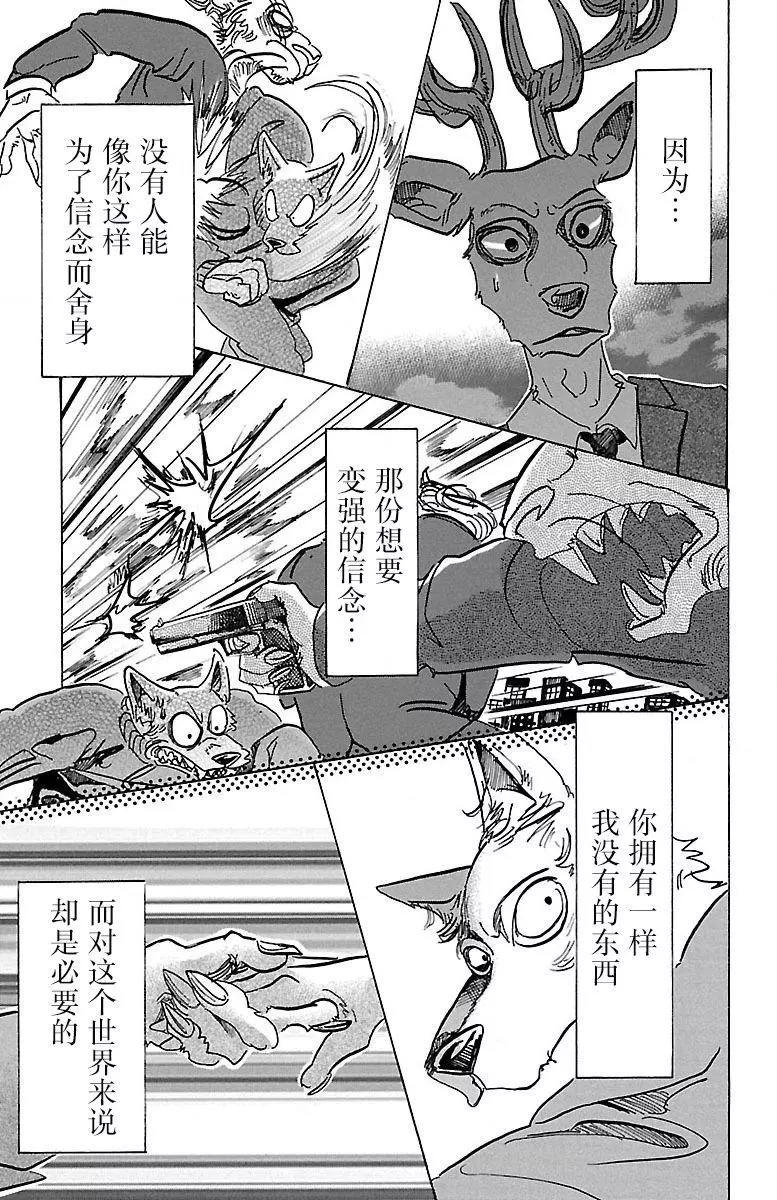 因为…
没有人能
像你这样
为了信念而舍身
那份想要
变强的信念…
你拥有一样
我没有的东西
而对这个世界来说
却是必要的